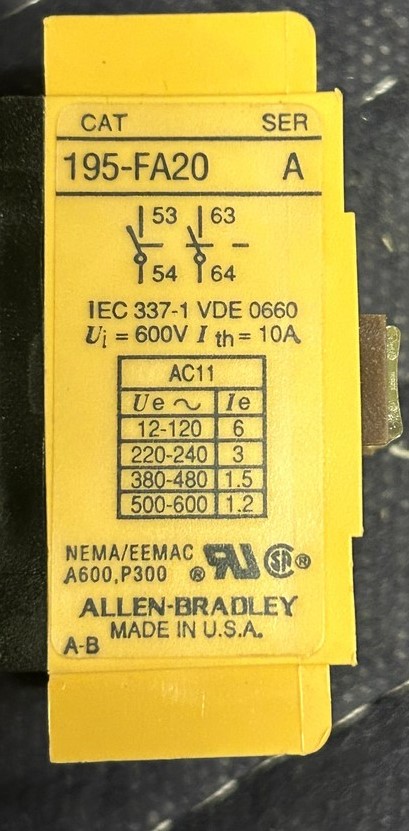 CAT SER
195-FA20 A
53 63
54 64
IEC 337-1 VDE 0660
Ui = 600V I th = 10A
AC11
Ue ~ Ie
12-120 6
220-240 3
380-480 1.5
500-600 1.2
NEMA/EEMAC
A600,P300 ® RU SA ®
ALLEN-BRADLEY
MADE IN U.S.A.
A-B